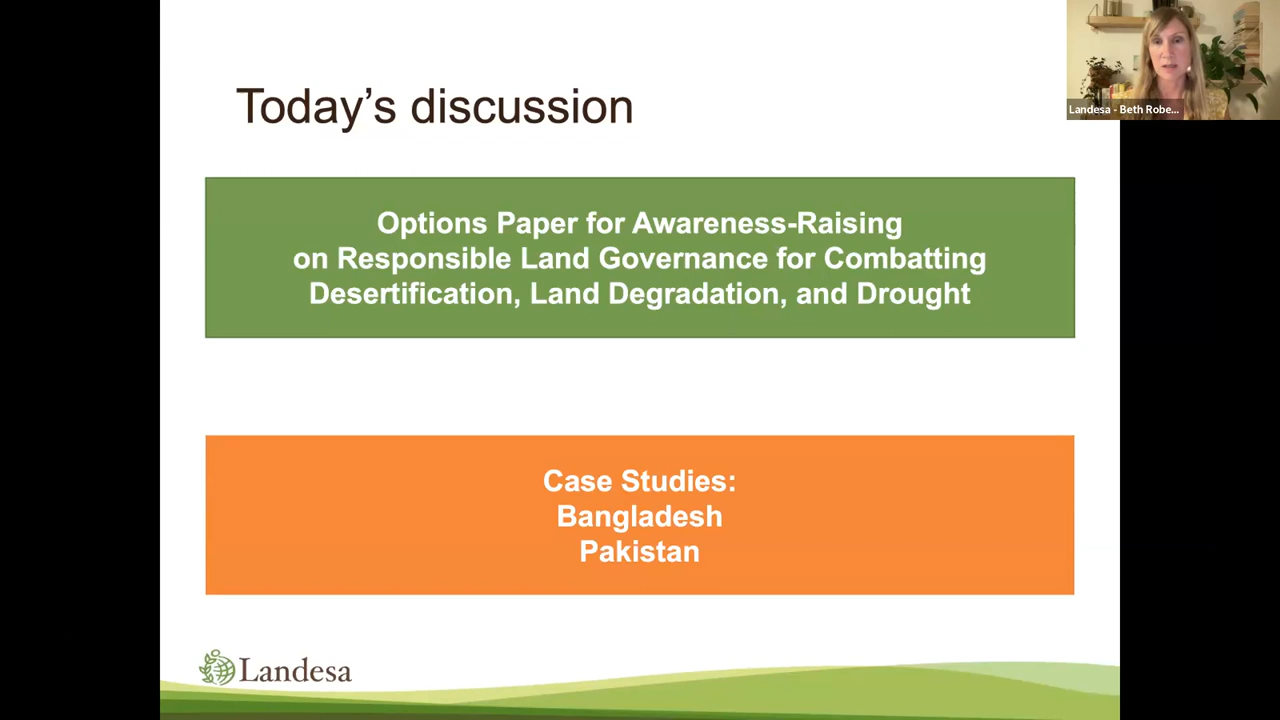 Today's discussion
Options Paper for Awareness-Raising
on Responsible Land Governance for Combatting
Desertification, Land Degradation, and Drought
Case Studies:
Bangladesh
Pakistan
Landesa
Landesa - Beth Robe...